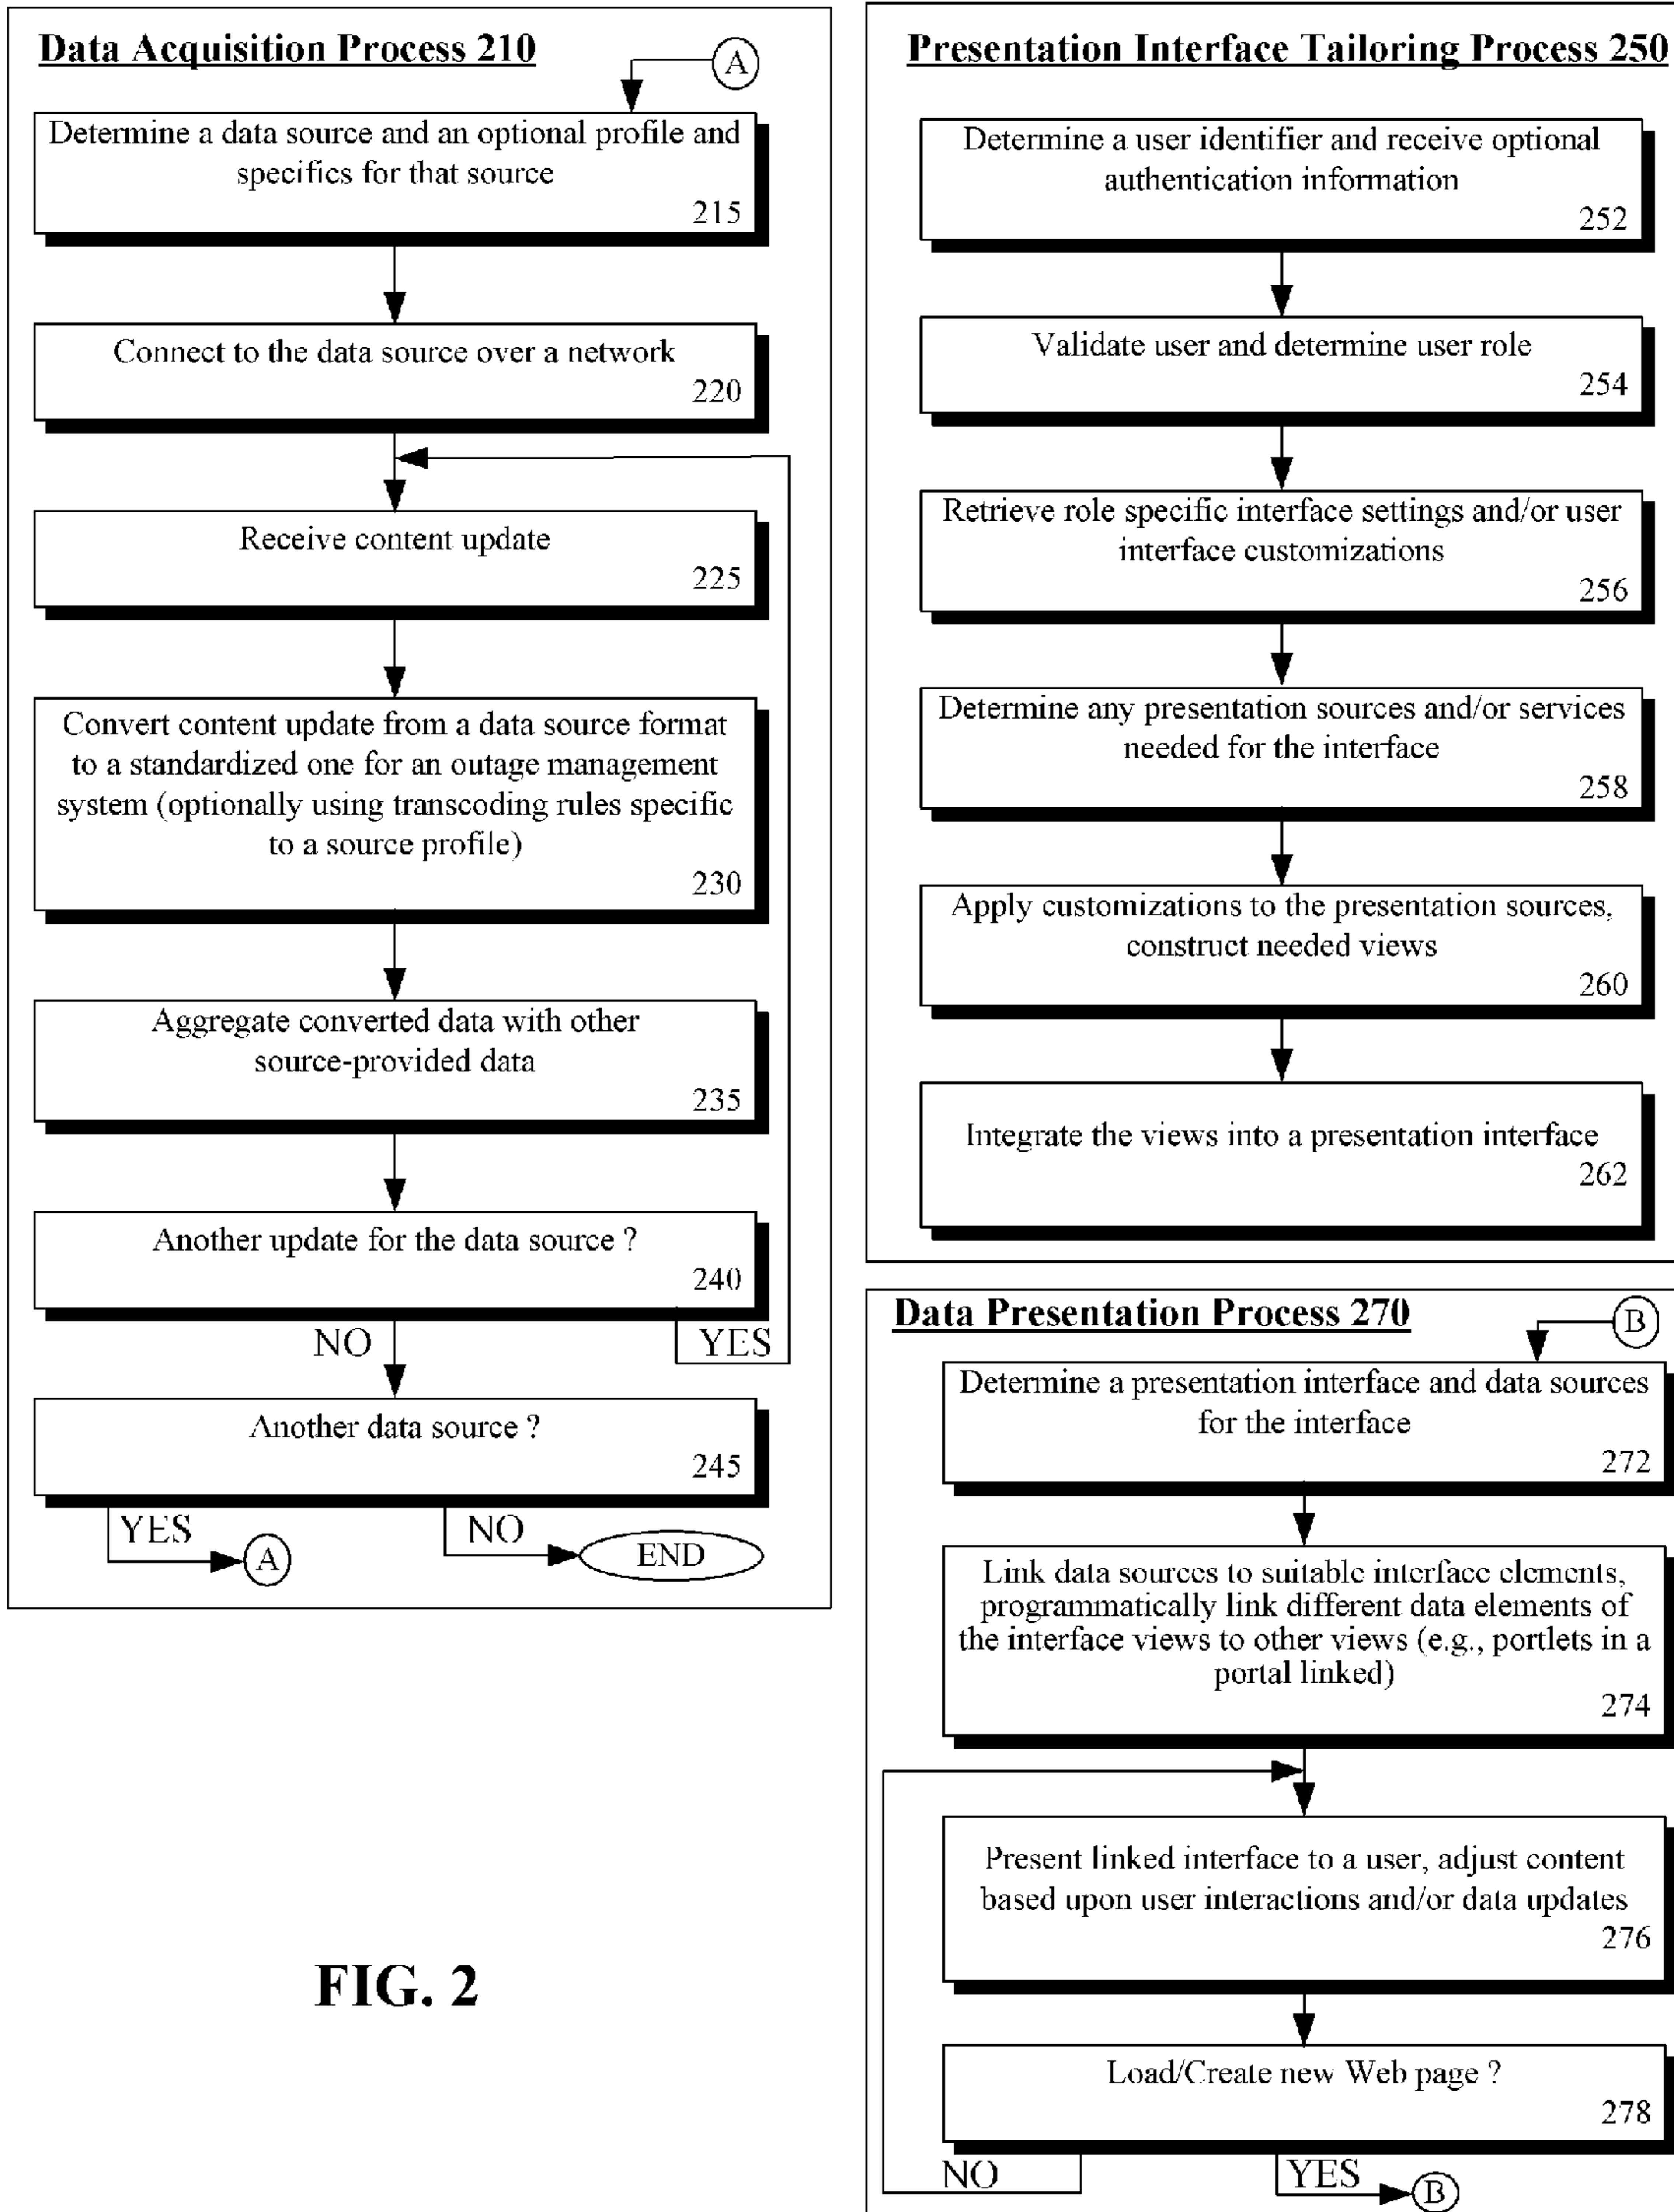 Data Acquisition Process 210
A
Determine a data source and an optional profile and
specifics for that source
215
Connect to the data source over a network
220
Receive content update
225
Convert content update from a data source format
to a standardized one for an outage management
system (optionally using transcoding rules specific
to a source profile)
230
Aggregate converted data with other
source-provided data
235
Another update for the data source ?
240
NO
YES
Another data source ?
245
YES
A
NO
END
Presentation Interface Tailoring Process 250
Determine a user identifier and receive optional
authentication information
252
Validate user and determine user role
254
Retrieve role specific interface settings and/or user
interface customizations
256
Determine any presentation sources and/or services
needed for the interface
258
Apply customizations to the presentation sources,
construct needed views
260
Integrate the views into a presentation interface
262
Data Presentation Process 270
B
Determine a presentation interface and data sources
for the interface
272
Link data sources to suitable interface elements,
programmatically link different data elements of
the interface views to other views (e.g., portlets in a
portal linked)
274
Present linked interface to a user, adjust content
based upon user interactions and/or data updates
276
Load/Create new Web page ?
278
NO
YES
B
FIG. 2